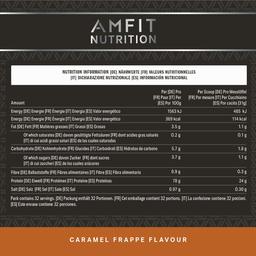 AMFIT
NUTRITION
NUTRITION INFORMATION [DE] NÄHRWERTE [FR] VALEURS NUTRITIONNELLES
[IT] DICHIARAZIONE NUTRIZIONALE [ES] INFORMACIÓN NUTRICIONAL
Per [DE] Pro Per Scoop [DE] Pro Messlöffel
[FR] Pour [IT] Per [FR] Par mesure [IT] Per Cucchiaino
Amount [ES] Por 100g [ES] Por cacito (31g)
Energy [DE] Energie [FR] Énergie [IT] Energia [ES] Valor energético 1563 kJ 485 kJ
Energy [DE] Energie [FR] Énergie [IT] Energia [ES] Valor energético 369 kcal 114 kcal
Fat [DE] Fett [FR] Matières grasses [IT] Grassi [ES] Grasas 3.5 g 1.1 g
Of which saturates [DE] davon gesättigte Fettsäuren [FR] dont acides gras saturés 0.2 g 0.1 g
[IT] di cui acidi grassi saturi [ES] de las cuales saturadas
Carbohydrate [DE] Kohlenhydrate [FR] Glucides [IT] Carboidrati [ES] Hidratos de carbono 5.7 g 1.8 g
Of which sugars [DE] davon Zucker [FR] dont sucres 3.7 g 1.1 g
[IT] di cui zuccheri [ES] de los cuales azúcares
Fibre [DE] Ballaststoffe [FR] Fibres alimentaires [IT] Fibre [ES] Fibra alimentaria 0.9 g 0.3 g
Protein [DE] Eiweiß [FR] Protéines [IT] Proteine [ES] Proteínas 78 g 24 g
Salt [DE] Salz [FR] Sel [IT] Sale [ES] Sal 0.97 g 0.30 g
Pack contains 32 servings. [DE] Packung enthält 32 Portionen. [FR] Cet emballage contient 32 portions. [IT] La confezione contiene 32 porzioni.
[ES] Este envase contiene 32 porciones.
CARAMEL FRAPPE FLAVOUR